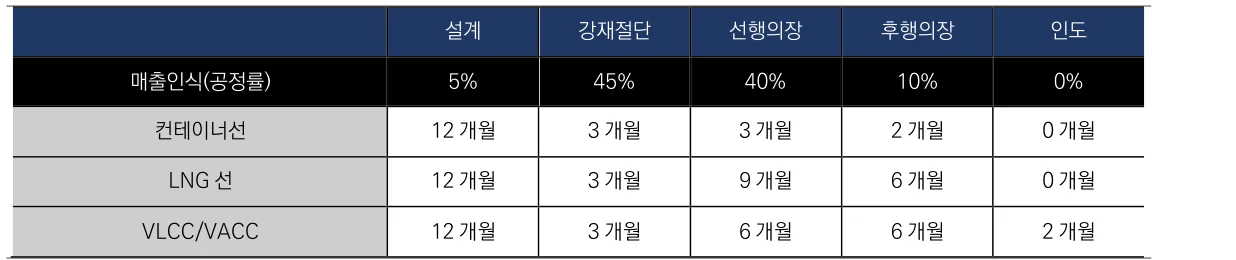 설계 강재절단 선행의장 후행의장 인도
매출인식(공정률) 5% 45% 40% 10% 0%
컨테이너선 12 개월 3 개월 3 개월 2 개월 0 개월
LNG 선 12 개월 3 개월 9 개월 6 개월 0 개월
VLCC/VACC 12 개월 3 개월 6 개월 6 개월 2 개월